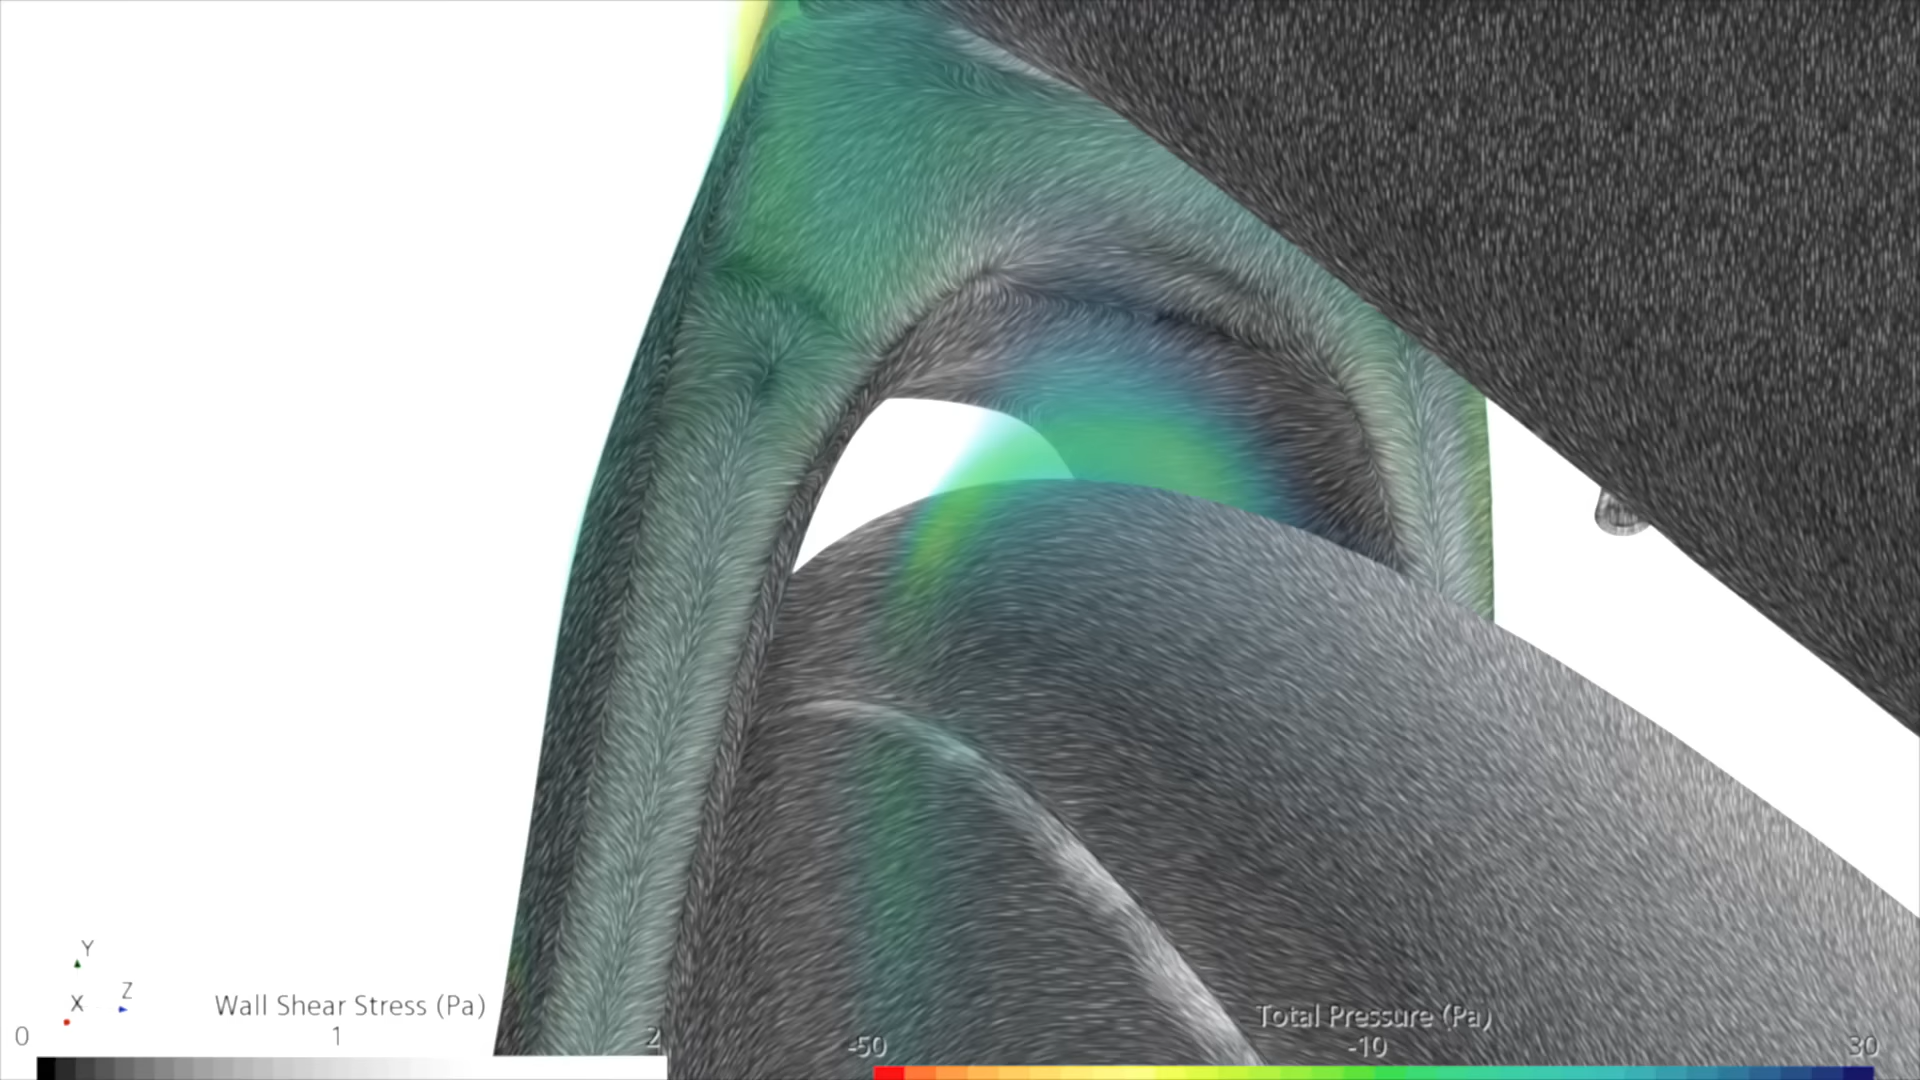 Y
X Z
Wall Shear Stress (Pa)
0 1 2
Total Pressure (Pa)
-50 -10 30